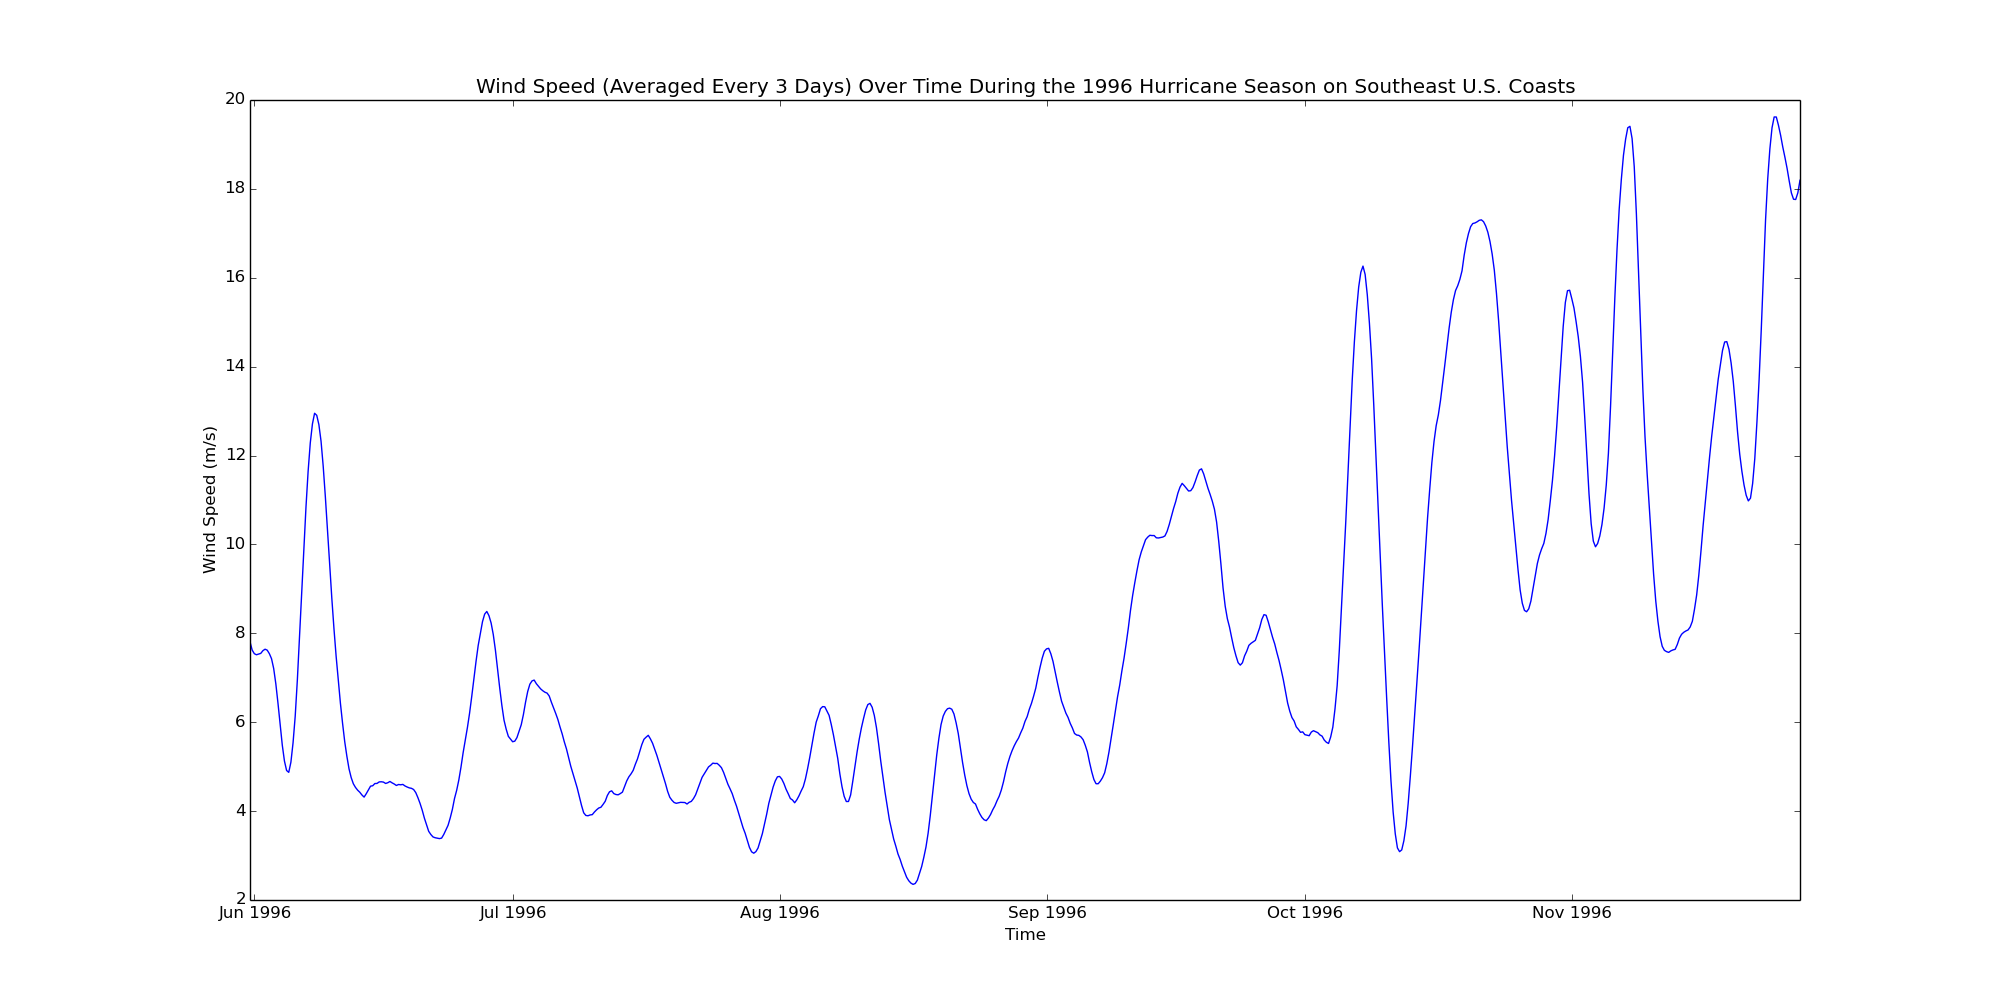 Wind Speed (Averaged Every 3 Days) Over Time During the 1996 Hurricane Season on Southeast U.S. Coasts
20
18
16
14
12
10
8
6
4
2
Wind Speed (m/s)
Jun 1996
Jul 1996
Aug 1996
Sep 1996
Oct 1996
Nov 1996
Time